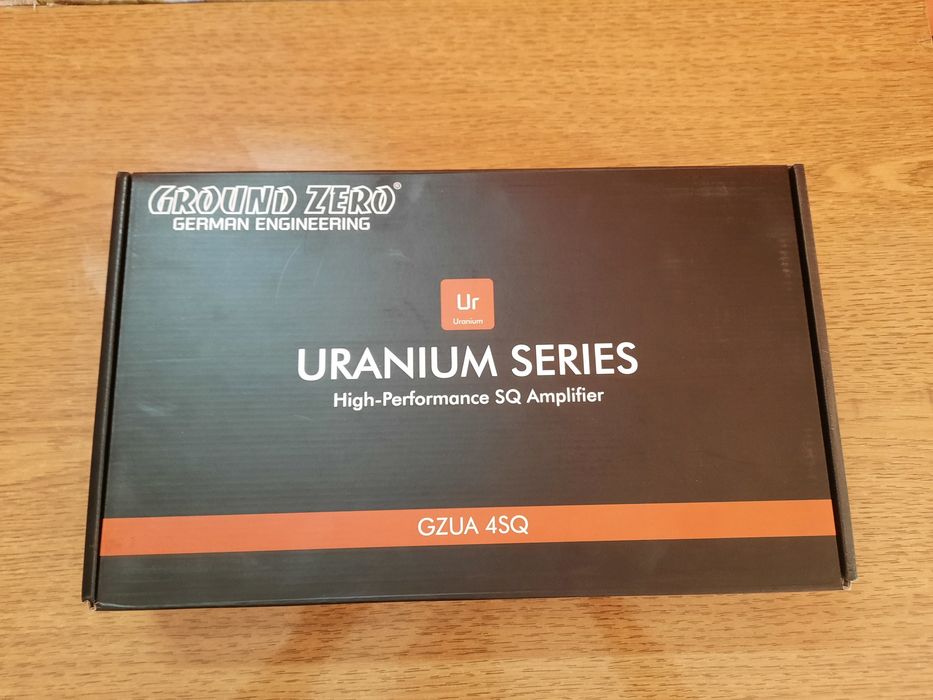 GROUND ZERO®
GERMAN ENGINEERING
Ur
Uranium
URANIUM SERIES
High-Performance SQ Amplifier
GZUA 4SQ